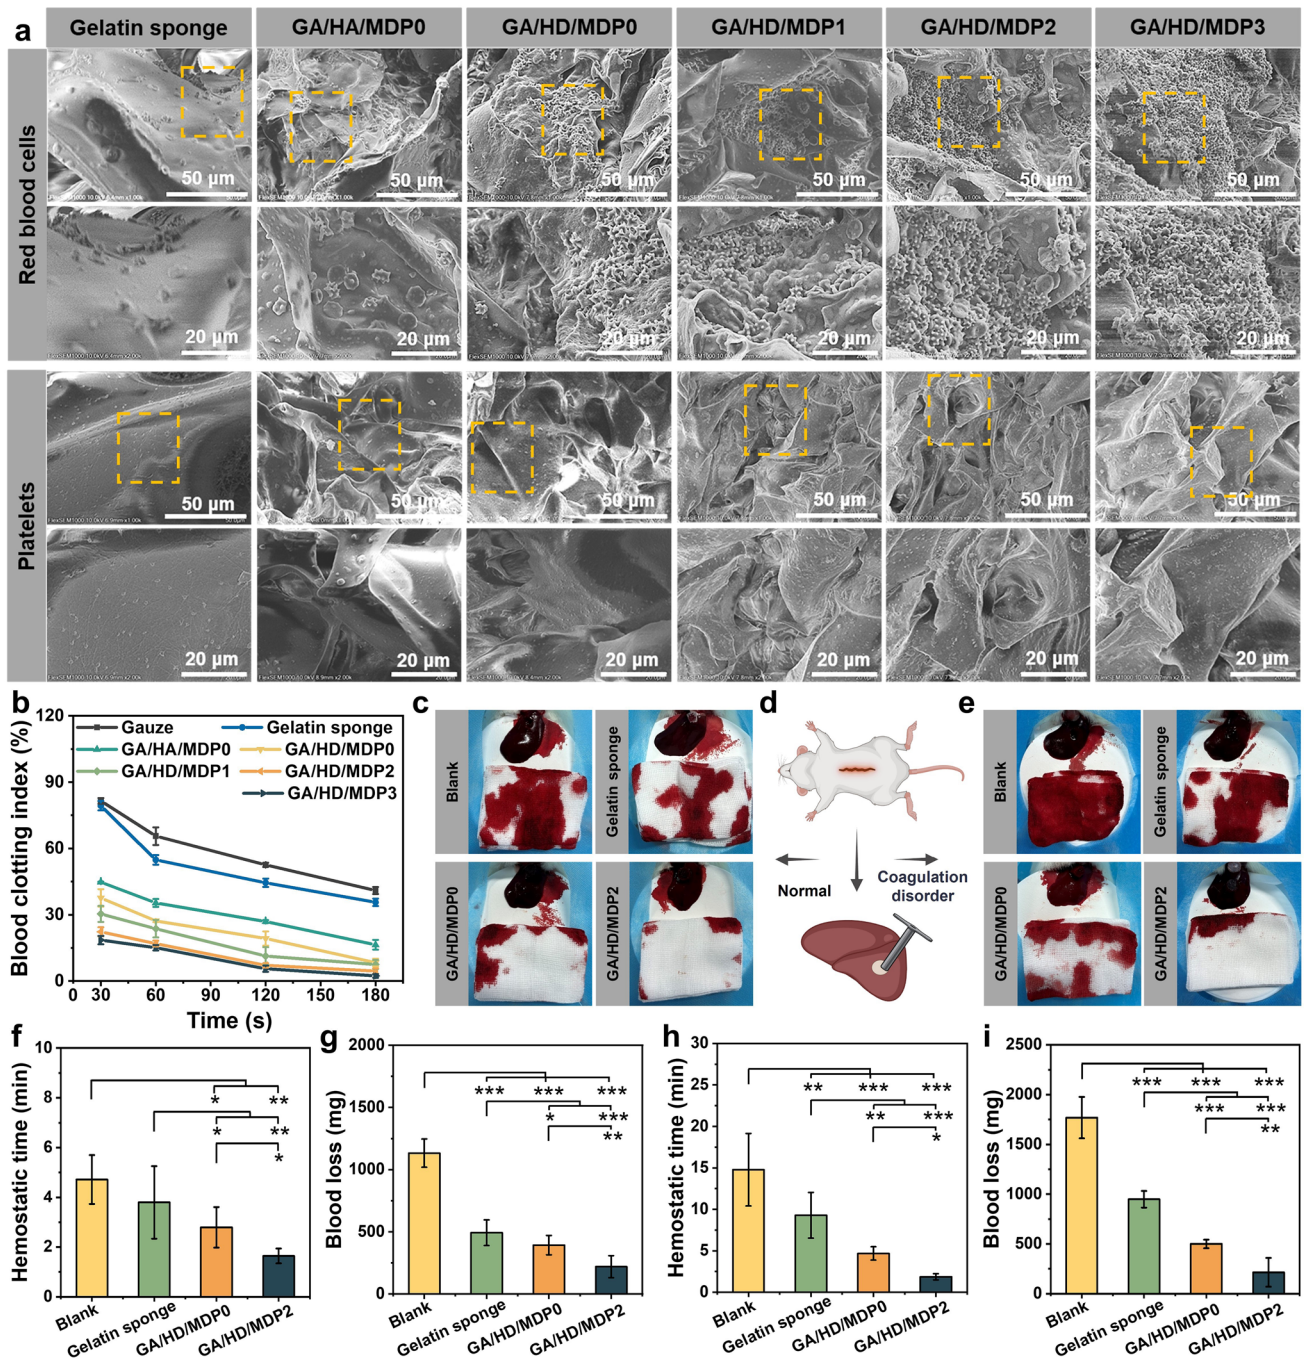 a
Gelatin sponge
GA/HA/MDP0
GA/HD/MDP0
GA/HD/MDP1
GA/HD/MDP2
GA/HD/MDP3
Red blood cells
50 μm
50 μm
50 μm
50 μm
50 μm
50 μm
20 μm
20 μm
20 μm
20 μm
20 μm
20 μm
Platelets
50 μm
50 μm
50 μm
50 μm
50 μm
50 μm
20 μm
20 μm
20 μm
20 μm
20 μm
20 μm
b
Blood clotting index (%)
120
90
60
30
0
Gauze
Gelatin sponge
GA/HA/MDP0
GA/HD/MDP0
GA/HD/MDP1
GA/HD/MDP2
GA/HD/MDP3
30 60 90 120 150 180
Time (s)
c
Blank
Gelatin sponge
GA/HD/MDP0
GA/HD/MDP2
d
Normal
Coagulation
disorder
e
Blank
Gelatin sponge
GA/HD/MDP0
GA/HD/MDP2
f
Hemostatic time (min)
10
8
6
4
2
0
* **
* **
*
Blank
Gelatin sponge
GA/HD/MDP0
GA/HD/MDP2
g
Blood loss (mg)
2000
1500
1000
500
0
*** *** ***
* ***
**
Blank
Gelatin sponge
GA/HD/MDP0
GA/HD/MDP2
h
Hemostatic time (min)
30
25
20
15
10
5
0
** *** ***
** ***
*
Blank
Gelatin sponge
GA/HD/MDP0
GA/HD/MDP2
i
Blood loss (mg)
2500
2000
1500
1000
500
0
*** *** ***
*** ***
**
Blank
Gelatin sponge
GA/HD/MDP0
GA/HD/MDP2